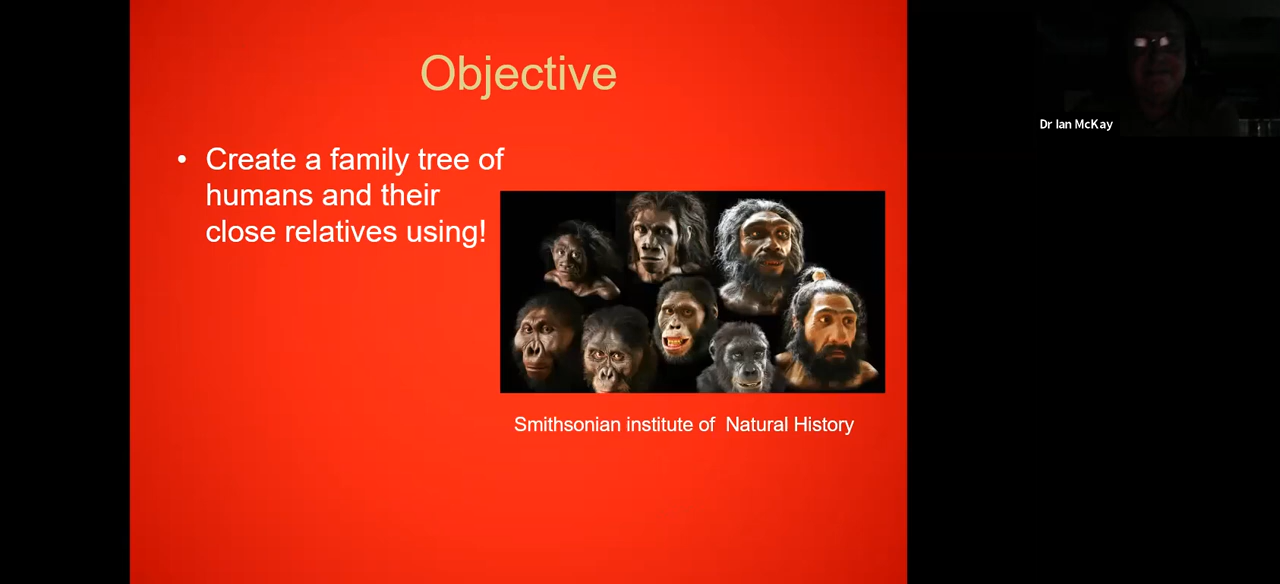 Objective
• Create a family tree of
humans and their
close relatives using!
Smithsonian institute of Natural History
Dr Ian McKay